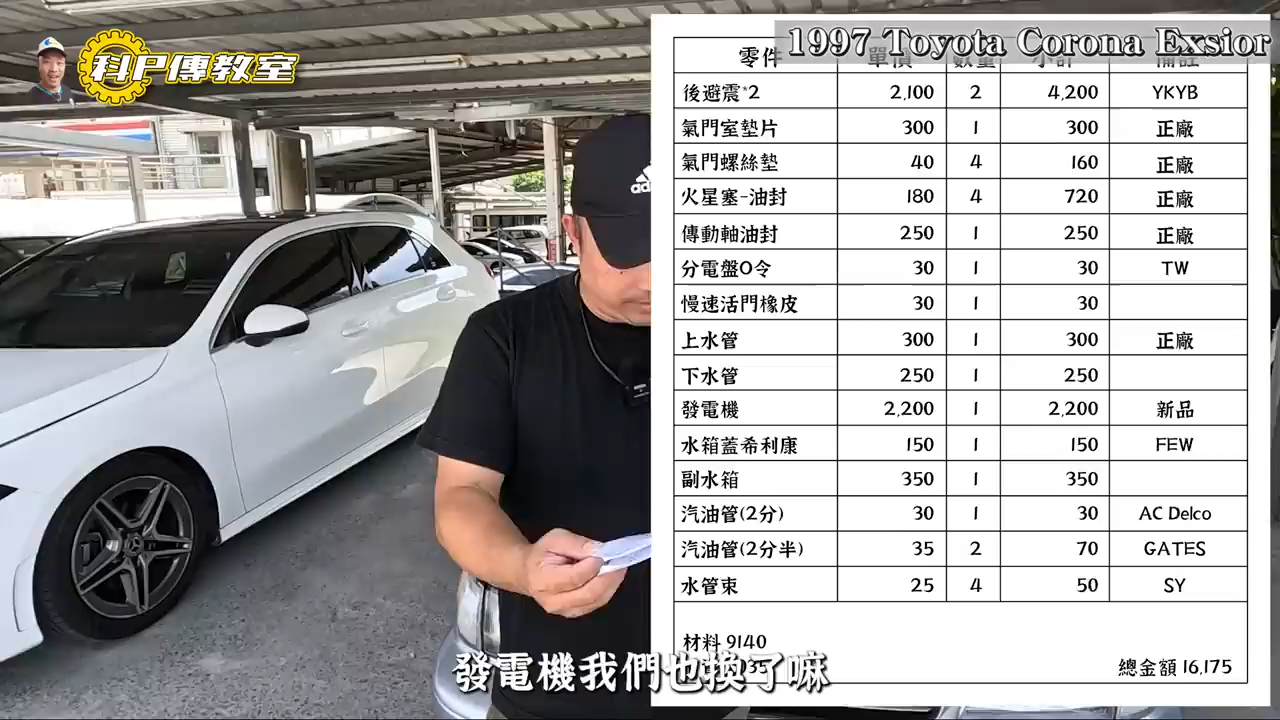 科P傳教室
1997 Toyota Corona Exsior
零件 單價 數量 小計 備註
後避震*2 2,100 2 4,200 YKYB
氣門室墊片 300 1 300 正廠
氣門螺絲墊 40 4 160 正廠
火星塞-油封 180 4 720 正廠
傳動軸油封 250 1 250 正廠
分電盤O令 30 1 30 TW
慢速活門橡皮 30 1 30
上水管 300 1 300 正廠
下水管 250 1 250
發電機 2,200 1 2,200 新品
水箱蓋希利康 150 1 150 FEW
副水箱 350 1 350
汽油管(2分) 30 1 30 AC Delco
汽油管(2分半) 35 2 70 GATES
水管束 25 4 50 SY
材料 9140
總金額 16,175
發電機我們也換了嘛